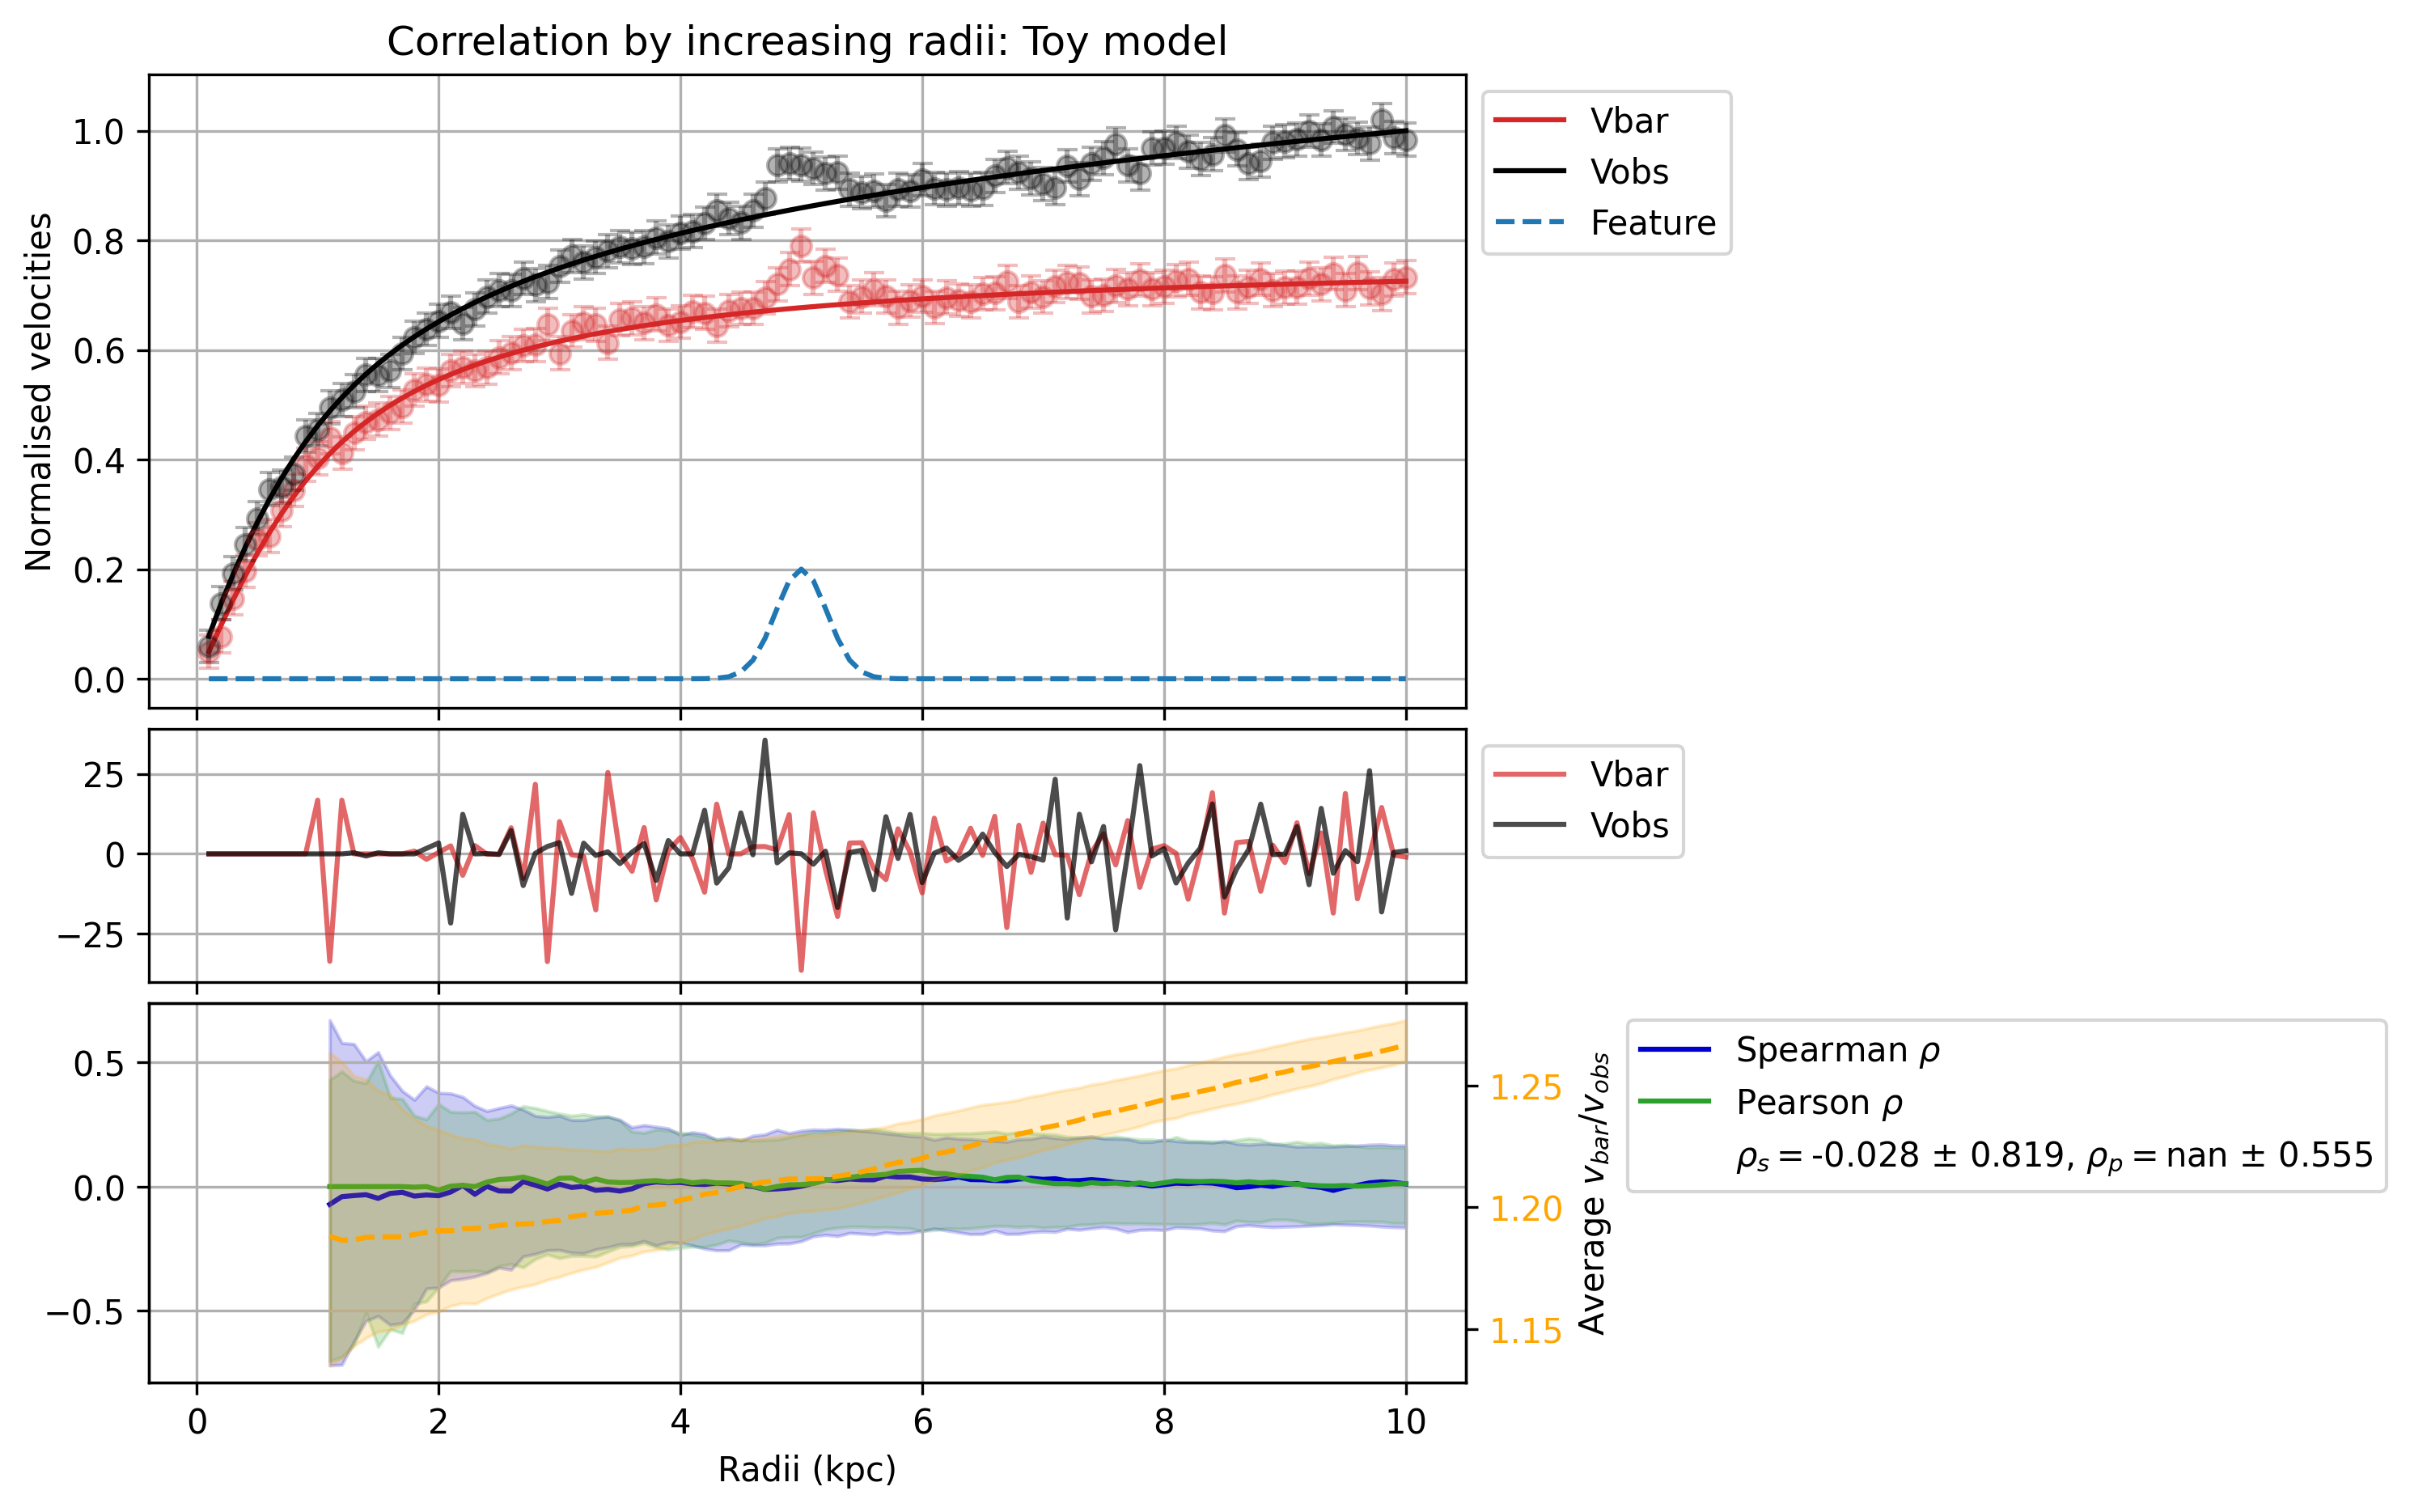 Correlation by increasing radii: Toy model
Normalised velocities
1.0
0.8
0.6
0.4
0.2
0.0
Vbar
Vobs
Feature
25
0
−25
Vbar
Vobs
0.5
0.0
−0.5
1.25
1.20
1.15
Average v_bar/v_obs
Spearman ρ
Pearson ρ
ρ_s = -0.028 ± 0.819, ρ_p = nan ± 0.555
0 2 4 6 8 10
Radii (kpc)